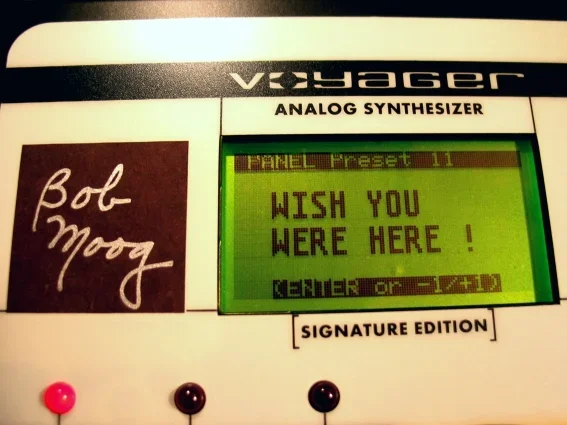 VOYAGER
ANALOG SYNTHESIZER
Bob
Moog
PANEL Preset 11
WISH YOU
WERE HERE !
(ENTER or -1/+1)
[SIGNATURE EDITION]